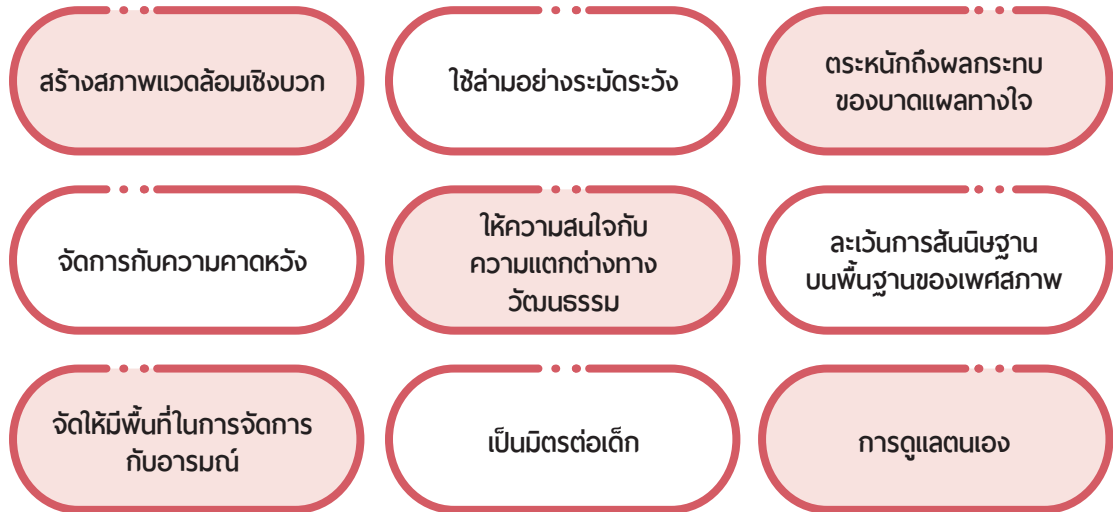 สร้างสภาพแวดล้อมเชิงบวก
ใช้ล่ามอย่างระมัดระวัง
ตระหนักถึงผลกระทบ
ของบาดแผลทางใจ
จัดการกับความคาดหวัง
ให้ความสนใจกับ
ความแตกต่างทาง
วัฒนธรรม
ละเว้นการสันนิษฐาน
บนพื้นฐานของเพศสภาพ
จัดให้มีพื้นที่ในการจัดการ
กับอารมณ์
เป็นมิตรต่อเด็ก
การดูแลตนเอง